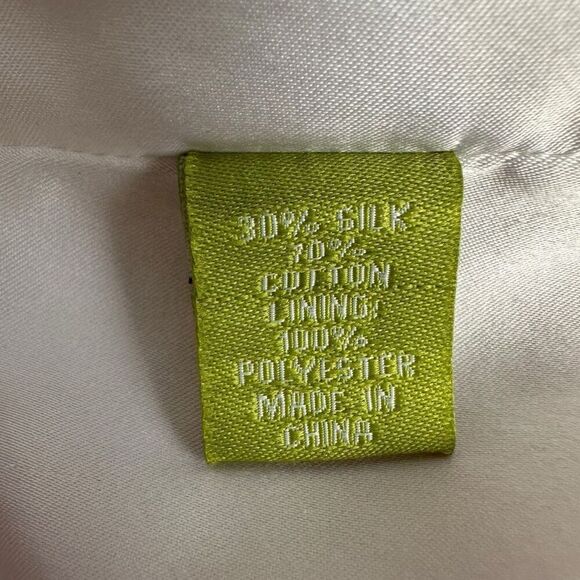 30% SILK
70%
COTTON
LINING:
100%
POLYESTER
MADE IN
CHINA